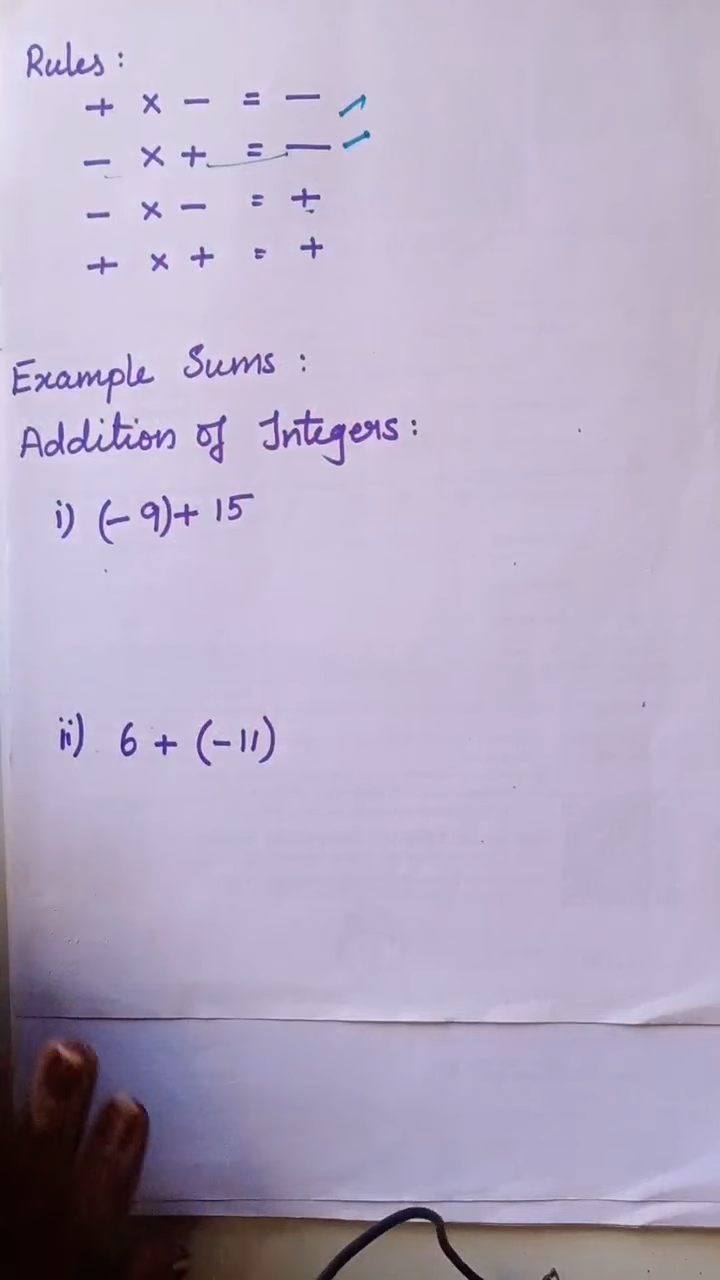 Rules:
+ × - = -
- × + = -
- × - = +
+ × + = +
Example Sums:
Addition of Integers:
i) (-9)+ 15
ii) 6 + (-11)